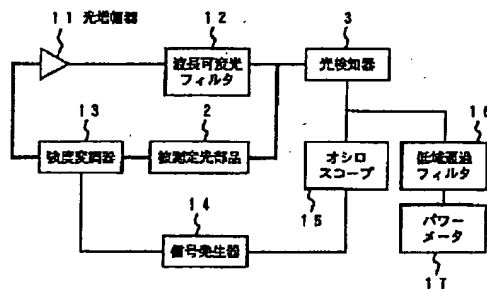 11 光増幅器
12
波長可変光
フィルタ
3
光検知器
13
強度変調器
2
被測定光部品
オシロ
スコープ
15
16
低域通過
フィルタ
14
信号発生器
パワー
メータ
17